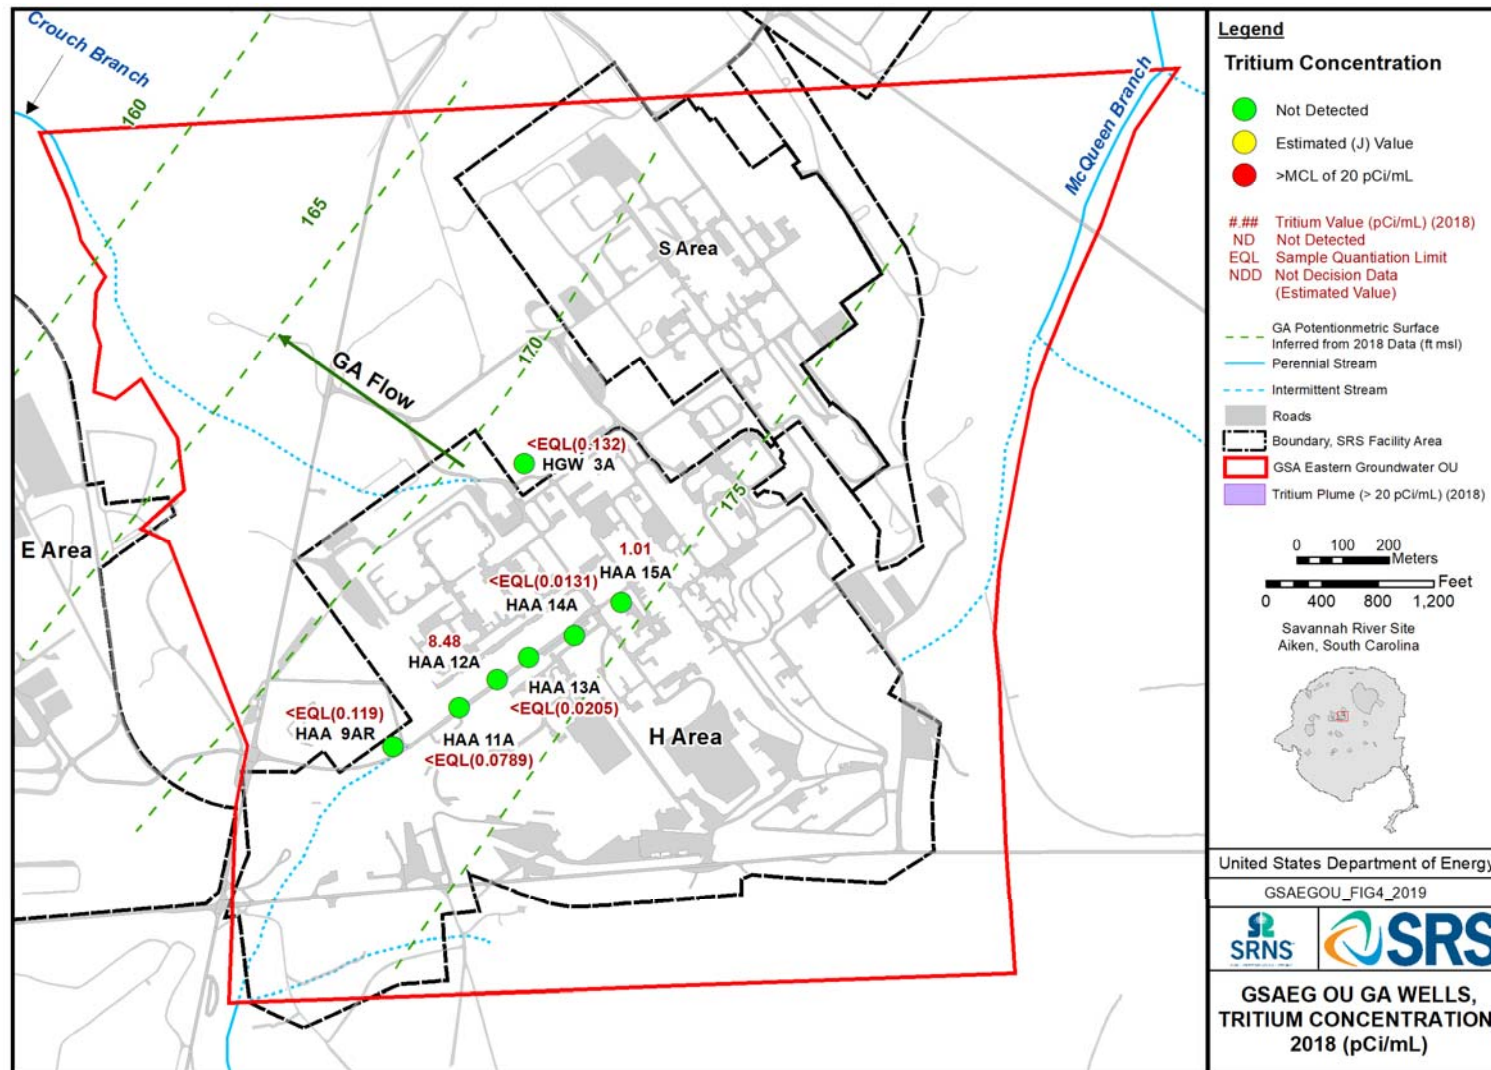 Crouch Branch
160
165
170
175
GA Flow
McQueen Branch
S Area
E Area
H Area
<EQL(0.132)
HGW 3A
1.01
HAA 15A
<EQL(0.0131)
HAA 14A
8.48
HAA 12A
HAA 13A
<EQL(0.0205)
<EQL(0.119)
HAA 9AR
HAA 11A
<EQL(0.0789)
Legend
Tritium Concentration
Not Detected
Estimated (J) Value
>MCL of 20 pCi/mL
#.## Tritium Value (pCi/mL) (2018)
ND Not Detected
EQL Sample Quantiation Limit
NDD Not Decision Data
(Estimated Value)
GA Potentionmetric Surface
Inferred from 2018 Data (ft msl)
Perennial Stream
Intermittent Stream
Roads
Boundary, SRS Facility Area
GSA Eastern Groundwater OU
Tritium Plume (> 20 pCi/mL) (2018)
0 100 200
Meters
Feet
0 400 800 1,200
Savannah River Site
Aiken, South Carolina
United States Department of Energy
GSAEGOU_FIG4_2019
SRNS
SRS
GSAEG OU GA WELLS,
TRITIUM CONCENTRATION
2018 (pCi/mL)